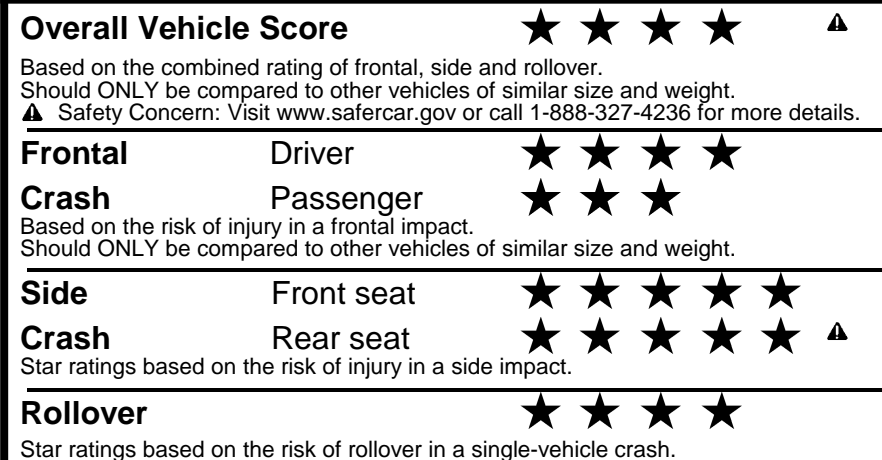 Overall Vehicle Score ★ ★ ★ ★ ⚠
Based on the combined rating of frontal, side and rollover.
Should ONLY be compared to other vehicles of similar size and weight.
⚠ Safety Concern: Visit www.safercar.gov or call 1-888-327-4236 for more details.
Frontal Driver ★ ★ ★ ★
Crash Passenger ★ ★ ★
Based on the risk of injury in a frontal impact.
Should ONLY be compared to other vehicles of similar size and weight.
Side Front seat ★ ★ ★ ★ ★
Crash Rear seat ★ ★ ★ ★ ★ ⚠
Star ratings based on the risk of injury in a side impact.
Rollover ★ ★ ★ ★
Star ratings based on the risk of rollover in a single-vehicle crash.